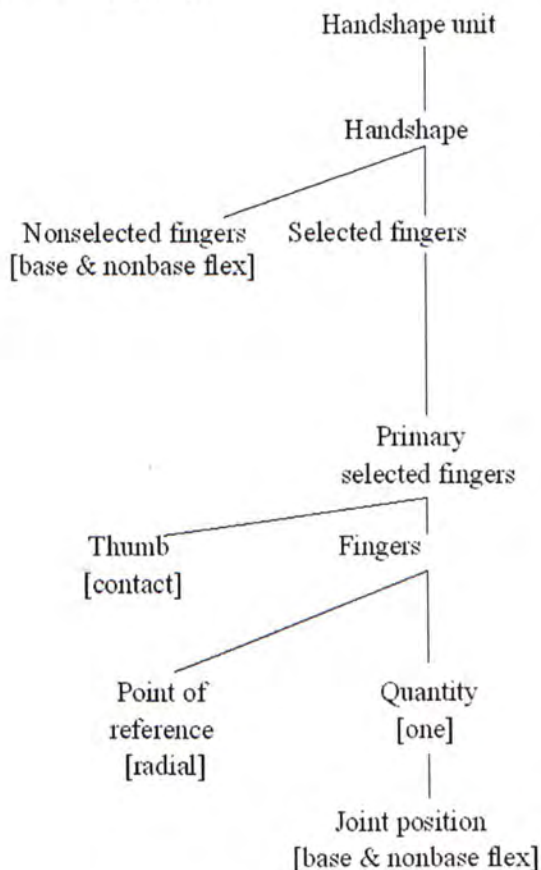 Handshape unit
Handshape
Nonselected fingers
[base & nonbase flex]
Selected fingers
Primary
selected fingers
Thumb
[contact]
Fingers
Point of
reference
[radial]
Quantity
[one]
Joint position
[base & nonbase flex]